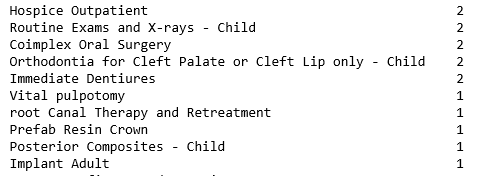 Hospice Outpatient 2
Routine Exams and X-rays - Child 2
Coimplex Oral Surgery 2
Orthodontia for Cleft Palate or Cleft Lip only - Child 2
Immediate Dentiures 2
Vital pulpotomy 1
root Canal Therapy and Retreatment 1
Prefab Resin Crown 1
Posterior Composites - Child 1
Implant Adult 1